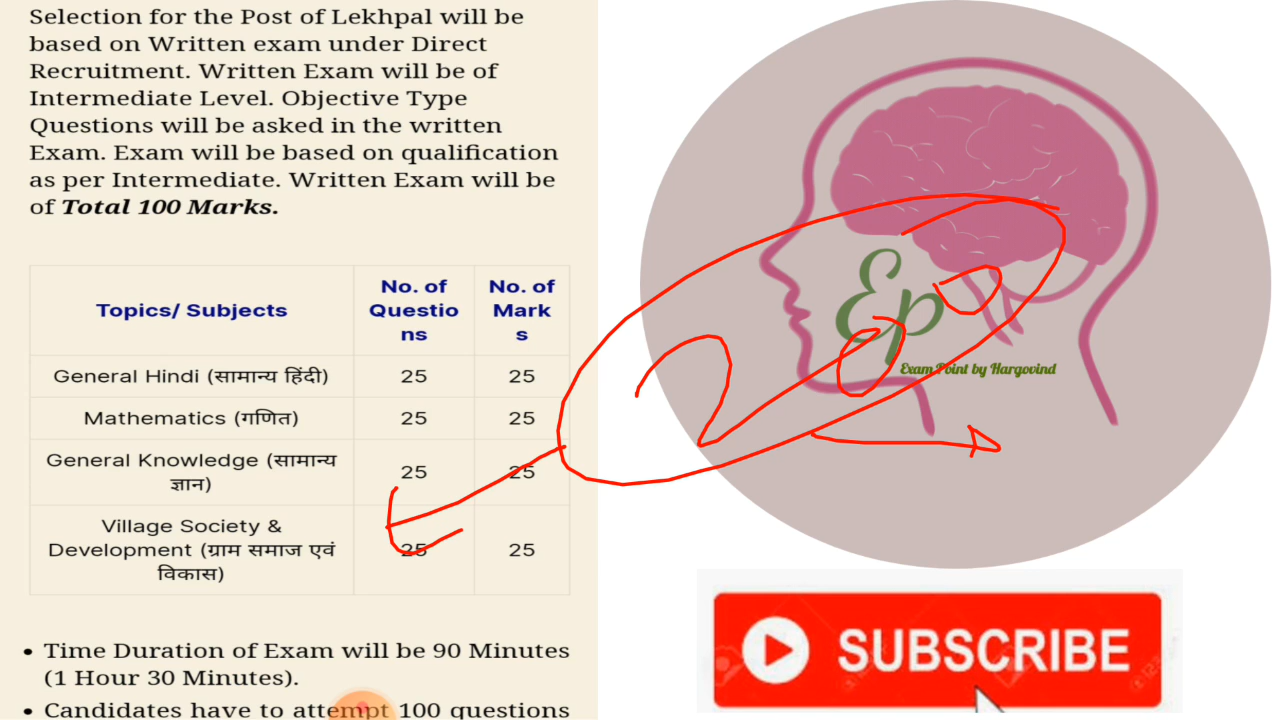 Selection for the Post of Lekhpal will be
based on Written exam under Direct
Recruitment. Written Exam will be of
Intermediate Level. Objective Type
Questions will be asked in the written
Exam. Exam will be based on qualification
as per Intermediate. Written Exam will be
of Total 100 Marks.
Topics/ Subjects No. of Questio ns No. of Mark s
General Hindi (सामान्य हिंदी) 25 25
Mathematics (गणित) 25 25
General Knowledge (सामान्य ज्ञान) 25 25
Village Society &
Development (ग्राम समाज एवं 25 25
विकास)
• Time Duration of Exam will be 90 Minutes
(1 Hour 30 Minutes).
• Candidates have to attempt 100 questions
Ep
Exam Point by Hargovind
20
SUBSCRIBE